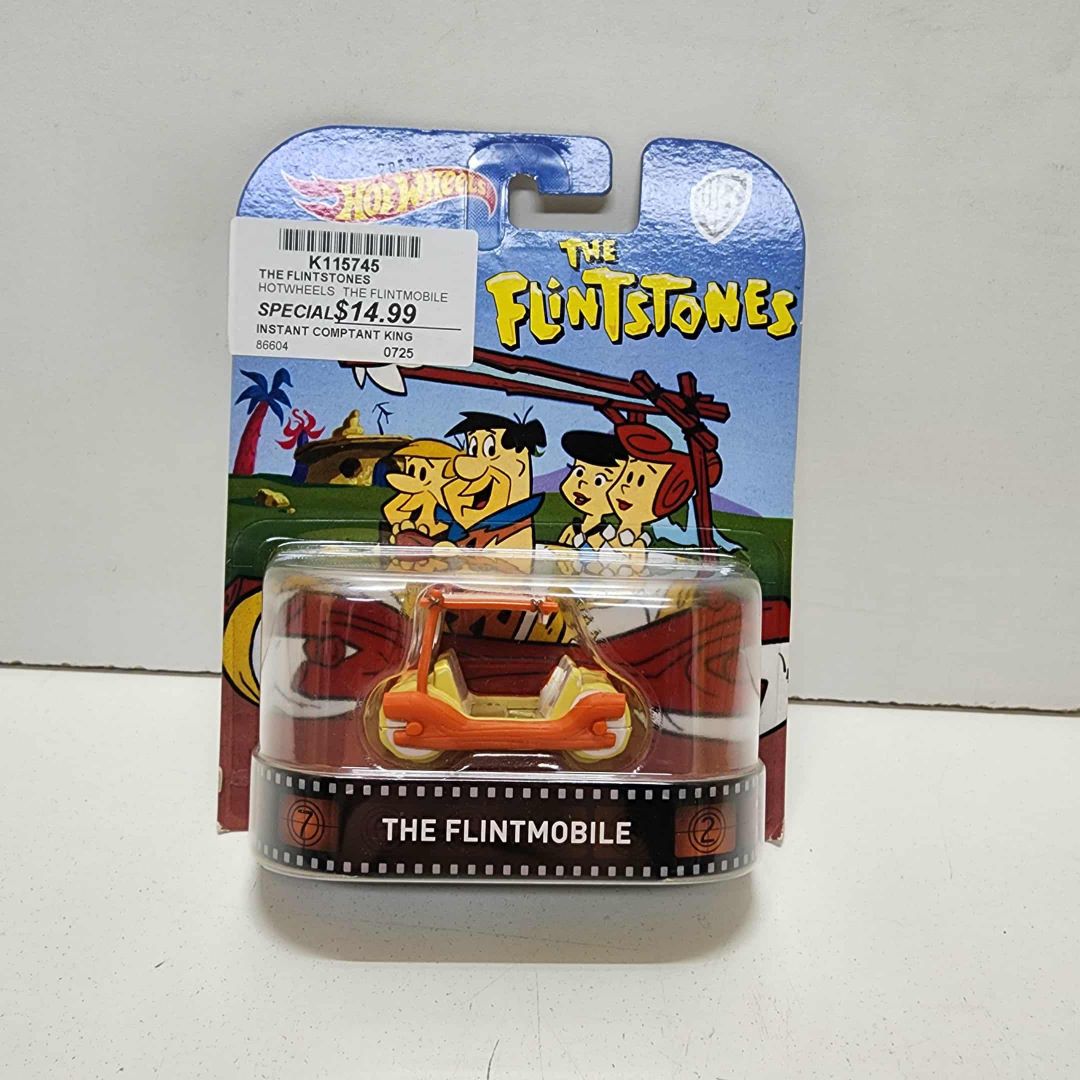 HOT WHEELS
WB
K115745
THE FLINTSTONES
HOTWHEELS THE FLINTMOBILE
SPECIAL $14.99
INSTANT COMPTANT KING
86604 0725
THE
FLINTSTONES
7 THE FLINTMOBILE 2